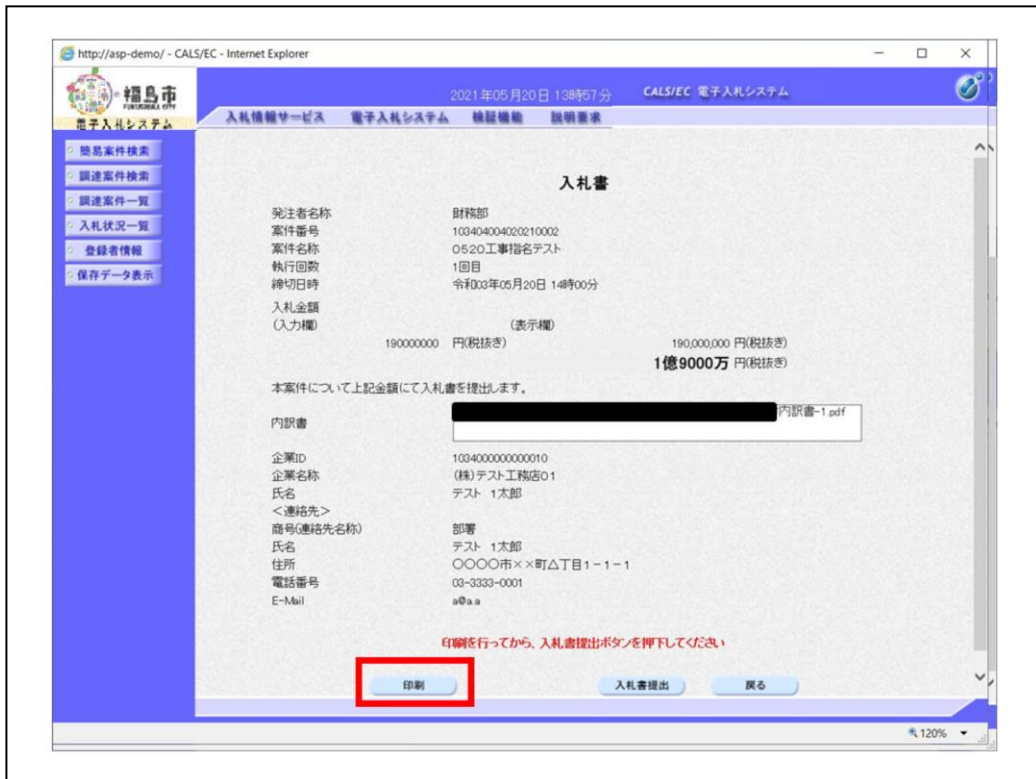 http://asp-demo/ - CALS/EC - Internet Explorer
福島市
FUKUSHIMA CITY
電子入札システム
2021年05月20日 13時57分
CALS/EC 電子入札システム
入札情報サービス 電子入札システム 検証機能 説明要求
簡易案件検索
調達案件検索
調達案件一覧
入札状況一覧
登録者情報
保存データ表示
入札書
発注者名称 財務部
案件番号 103404004020210002
案件名称 0520工事指名テスト
執行回数 1回目
締切日時 令和03年05月20日 14時00分
入札金額
(入力欄) (表示欄)
190000000 円(税抜き) 190,000,000 円(税抜き)
1億9000万 円(税抜き)
本案件について上記金額にて入札書を提出します。
内訳書 内訳書-1.pdf
企業ID 1034000000000010
企業名称 (株)テスト工務店01
氏名 テスト 1太郎
<連絡先>
商号(連絡先名称) 部署
氏名 テスト 1太郎
住所 〇〇〇〇市××町△丁目1-1-1
電話番号 03-3333-0001
E-Mail a@a.a
印刷を行ってから、入札書提出ボタンを押下してください
印刷 入札書提出 戻る
120%